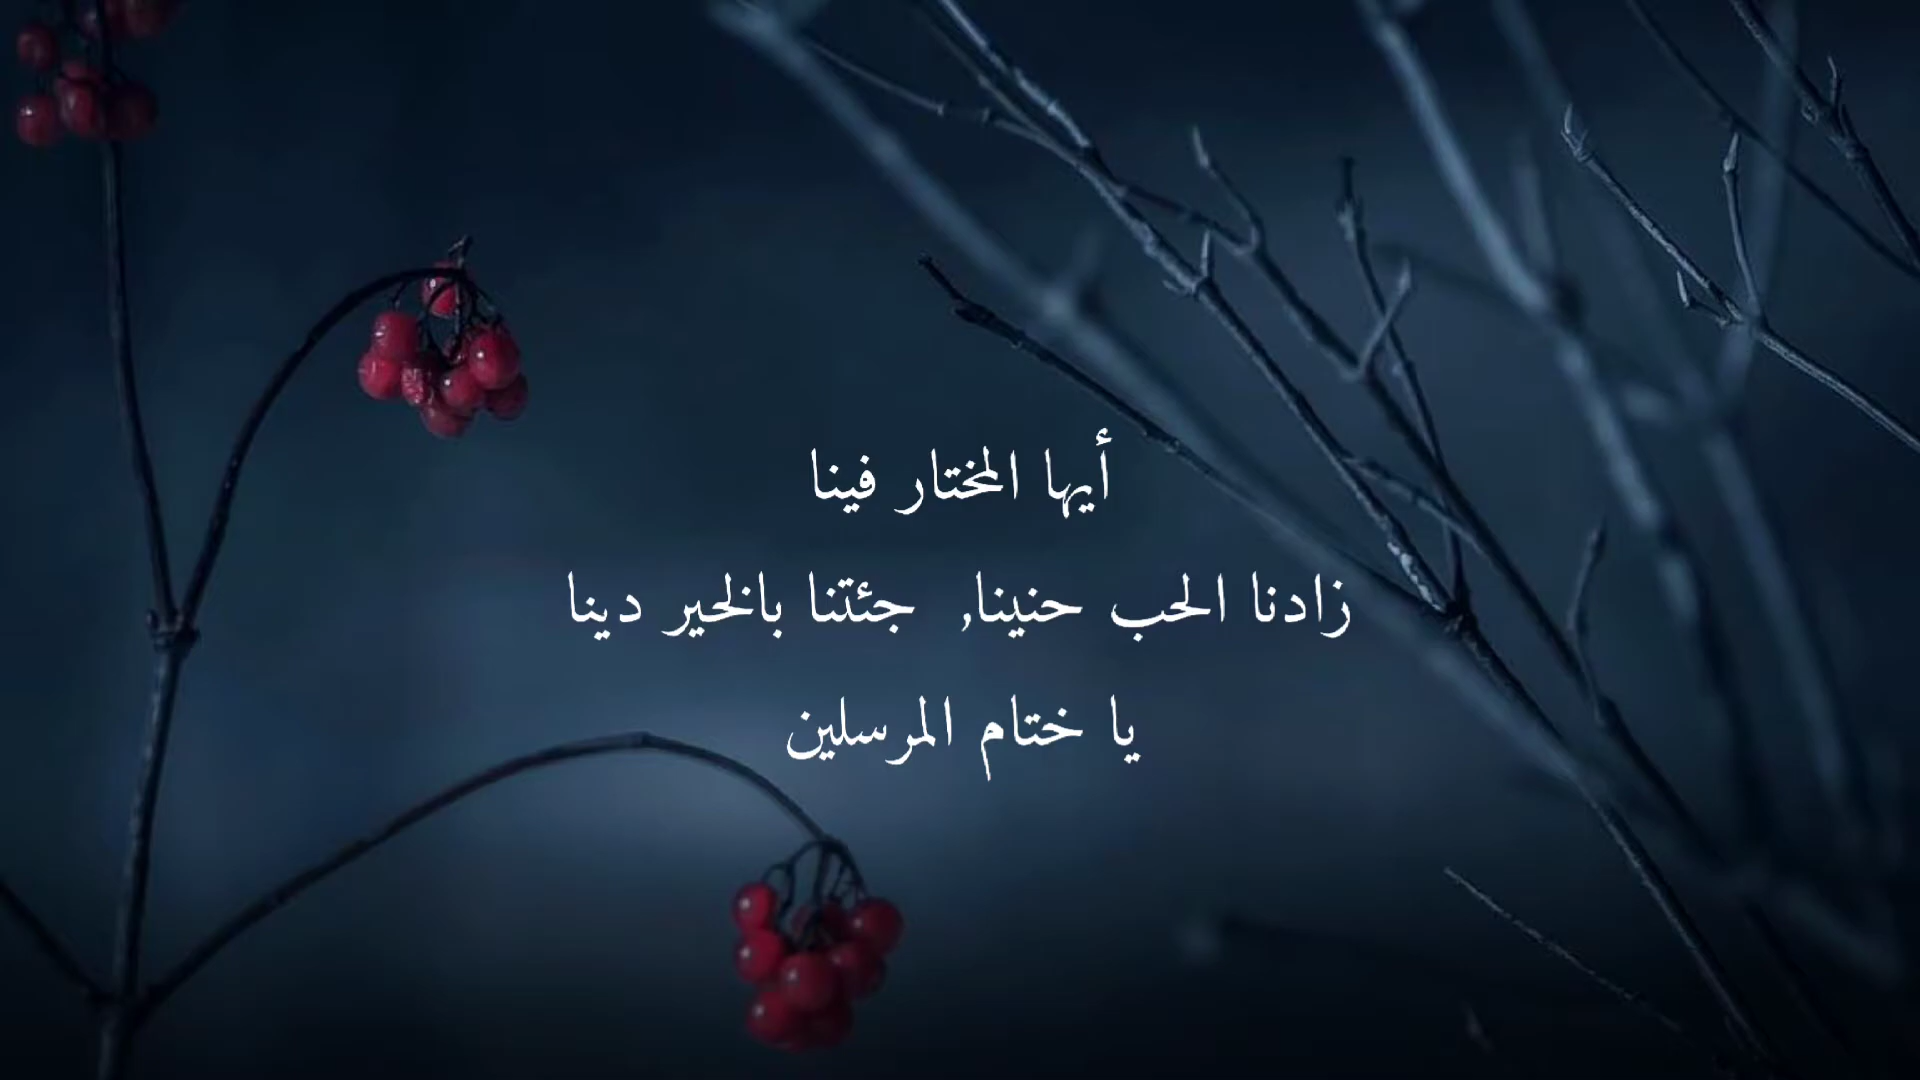 أيها المختار فينا
زادنا الحب حنينا, جئتنا بالخير دينا
يا ختام المرسلين